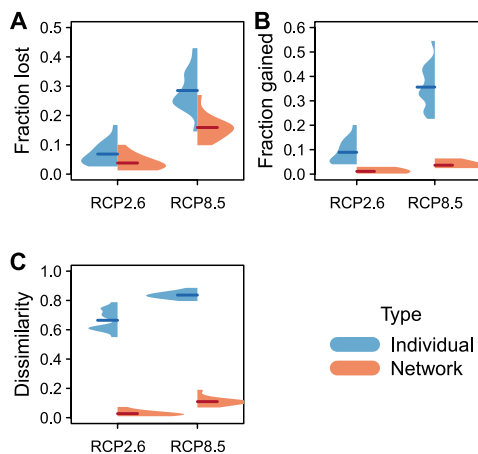 A
Fraction lost
0.5
0.4
0.3
0.2
0.1
0.0
RCP2.6 RCP8.5
B
Fraction gained
0.6
0.5
0.4
0.3
0.2
0.1
0.0
RCP2.6 RCP8.5
C
Dissimilarity
1.0
0.8
0.6
0.4
0.2
0.0
RCP2.6 RCP8.5
Type
Individual
Network